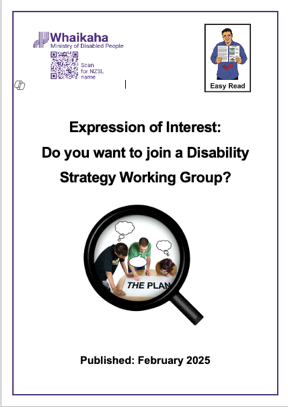 Whaikaha
Ministry of Disabled People
Scan
for NZSL
name
Easy Read
Expression of Interest:
Do you want to join a Disability
Strategy Working Group?
THE PLAN
Published: February 2025